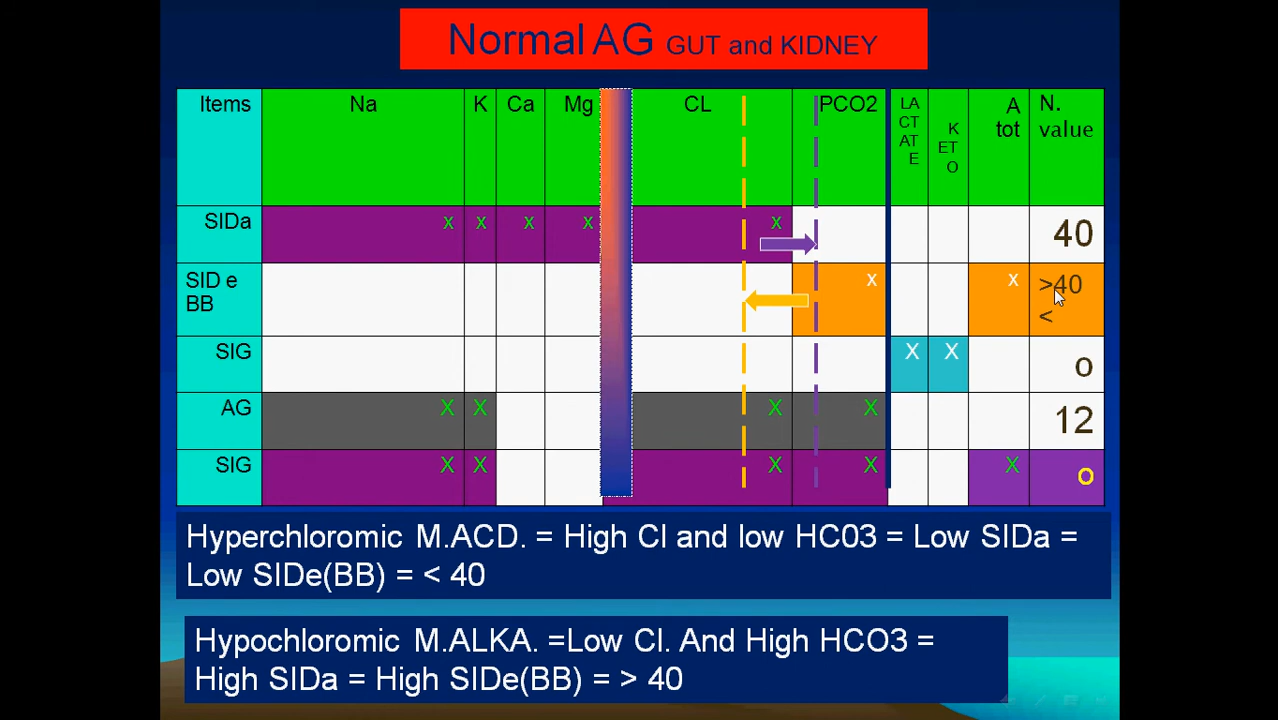 Normal AG GUT and KIDNEY
Items Na K Ca Mg CL PCO2 LA CT AT E K ET O A tot N. value
SIDa x x x x x 40
SID e BB x x >40 <
SIG X X o
AG X X X X 12
SIG X X X X X o
Hyperchloromic M.ACD. = High Cl and low HC03 = Low SIDa =
Low SIDe(BB) = < 40
Hypochloromic M.ALKA. =Low Cl. And High HCO3 =
High SIDa = High SIDe(BB) = > 40